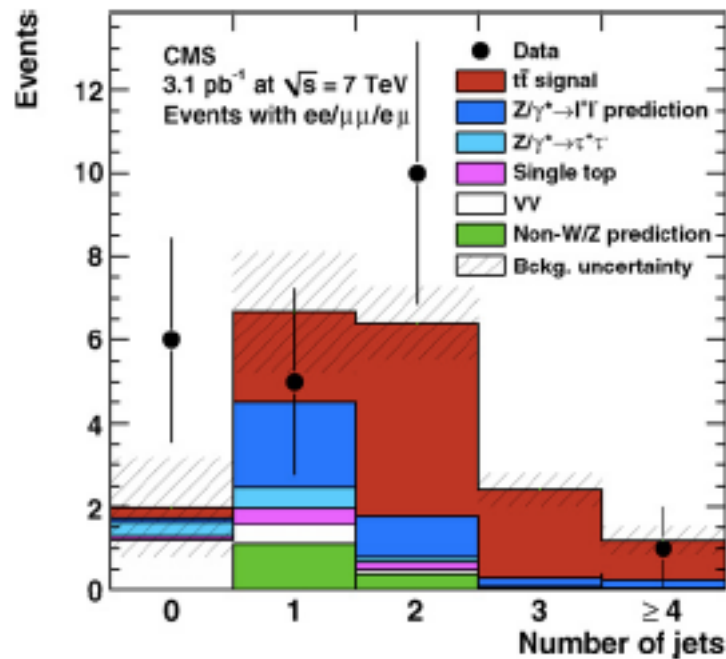 Events
CMS
3.1 pb⁻¹ at √s = 7 TeV
Events with ee/μμ/eμ
Data
tt̄ signal
Z/γ*→l⁺l⁻ prediction
Z/γ*→τ⁺τ⁻
Single top
VV
Non-W/Z prediction
Bckg. uncertainty
12
10
8
6
4
2
0
0 1 2 3 ≥4
Number of jets